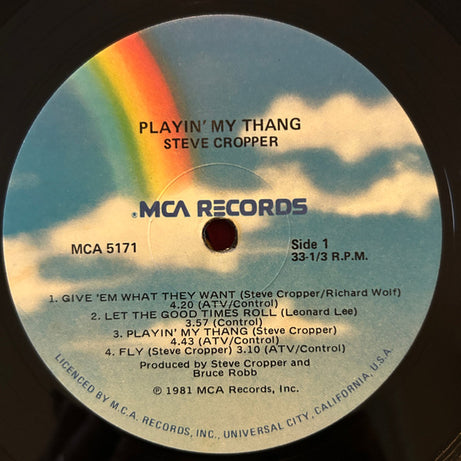 PLAYIN' MY THANG
STEVE CROPPER
®MCA RECORDS
MCA 5171
Side 1
33-1/3 R.P.M.
1. GIVE 'EM WHAT THEY WANT (Steve Cropper/Richard Wolf)
4.20 (ATV/Control)
2. LET THE GOOD TIMES ROLL (Leonard Lee)
3.57 (Control)
3. PLAYIN' MY THANG (Steve Cropper)
4.43 (ATV/Control)
4. FLY (Steve Cropper) 3.10 (ATV/Control)
Produced by Steve Cropper and
Bruce Robb
℗ 1981 MCA Records, Inc.
LICENCED BY M.C.A. RECORDS, INC., UNIVERSAL CITY, CALIFORNIA, U.S.A.